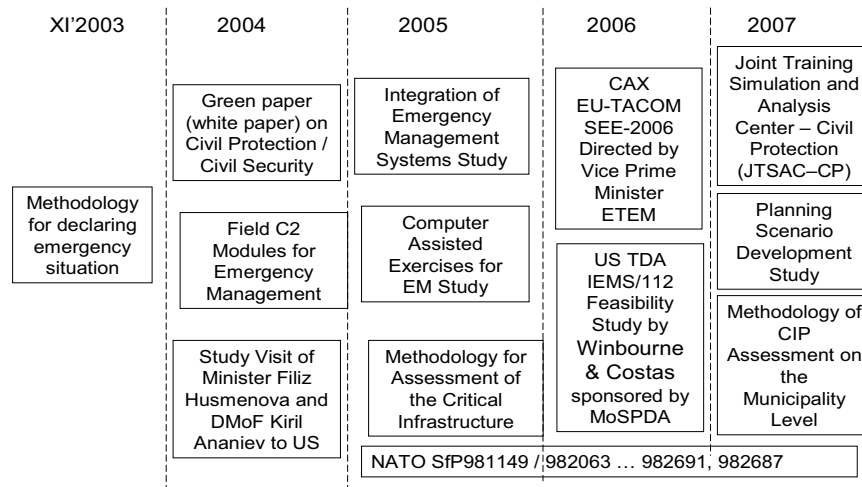 XI'2003
2004
2005
2006
2007
Methodology
for declaring
emergency
situation
Green paper
(white paper) on
Civil Protection /
Civil Security
Field C2
Modules for
Emergency
Management
Study Visit of
Minister Filiz
Husmenova and
DMoF Kiril
Ananiev to US
Integration of
Emergency
Management
Systems Study
Computer
Assisted
Exercises for
EM Study
Methodology for
Assessment of
the Critical
Infrastructure
CAX
EU-TACOM
SEE-2006
Directed by
Vice Prime
Minister
ETEM
US TDA
IEMS/112
Feasibility
Study by
Winbourne
& Costas
sponsored by
MoSPDA
Joint Training
Simulation and
Analysis
Center – Civil
Protection
(JTSAC–CP)
Planning
Scenario
Development
Study
Methodology of
CIP
Assessment on
the
Municipality
Level
NATO SfP981149 / 982063 ... 982691, 982687